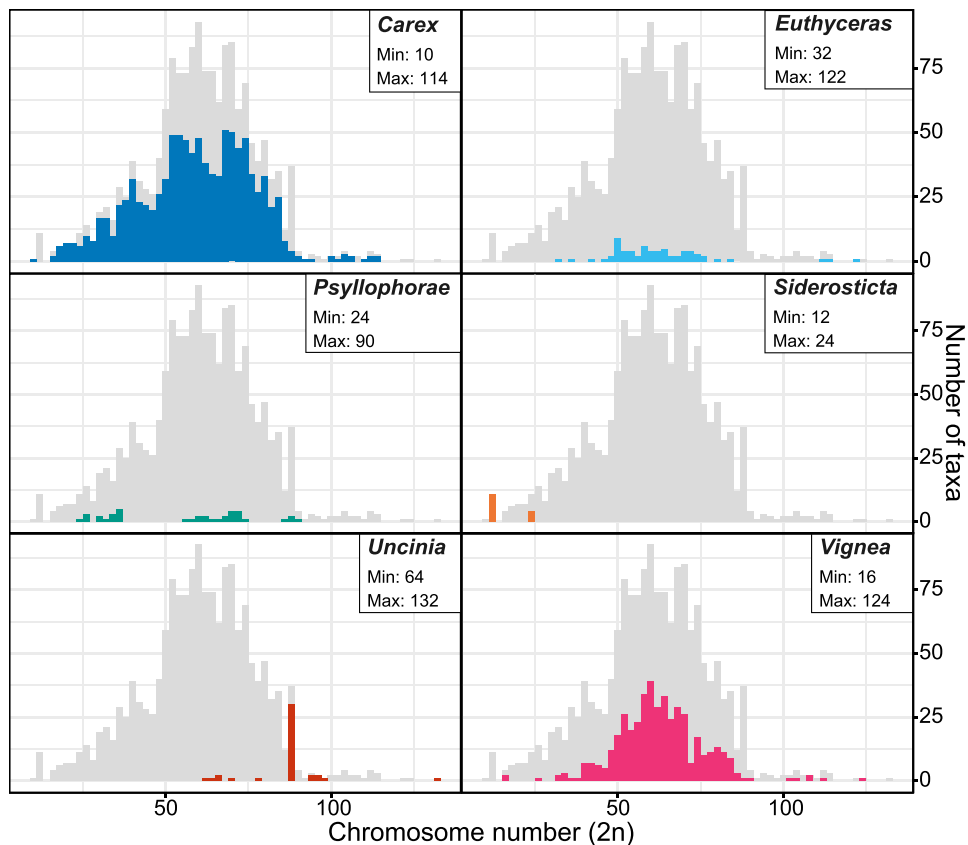 Carex
Min: 10
Max: 114
Euthyceras
Min: 32
Max: 122
75
50
25
0
Psyllophorae
Min: 24
Max: 90
Siderosticta
Min: 12
Max: 24
75
50
25
0
Number of taxa
Uncinia
Min: 64
Max: 132
Vignea
Min: 16
Max: 124
75
50
25
0
50
100
50
100
Chromosome number (2n)